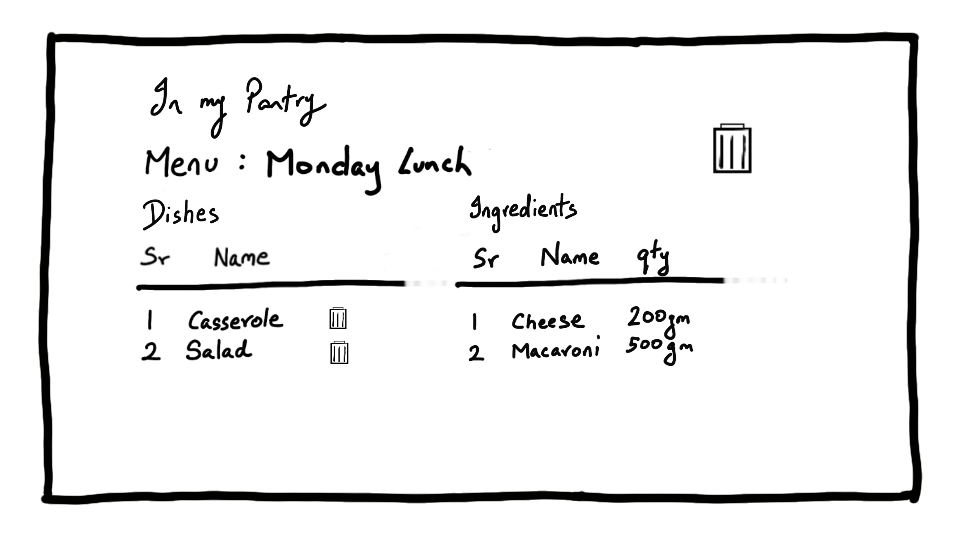 In my Pantry
Menu : Monday Lunch
Dishes
Sr Name
1 Casserole
2 Salad
Ingredients
Sr Name qty
1 Cheese 200gm
2 Macaroni 500gm